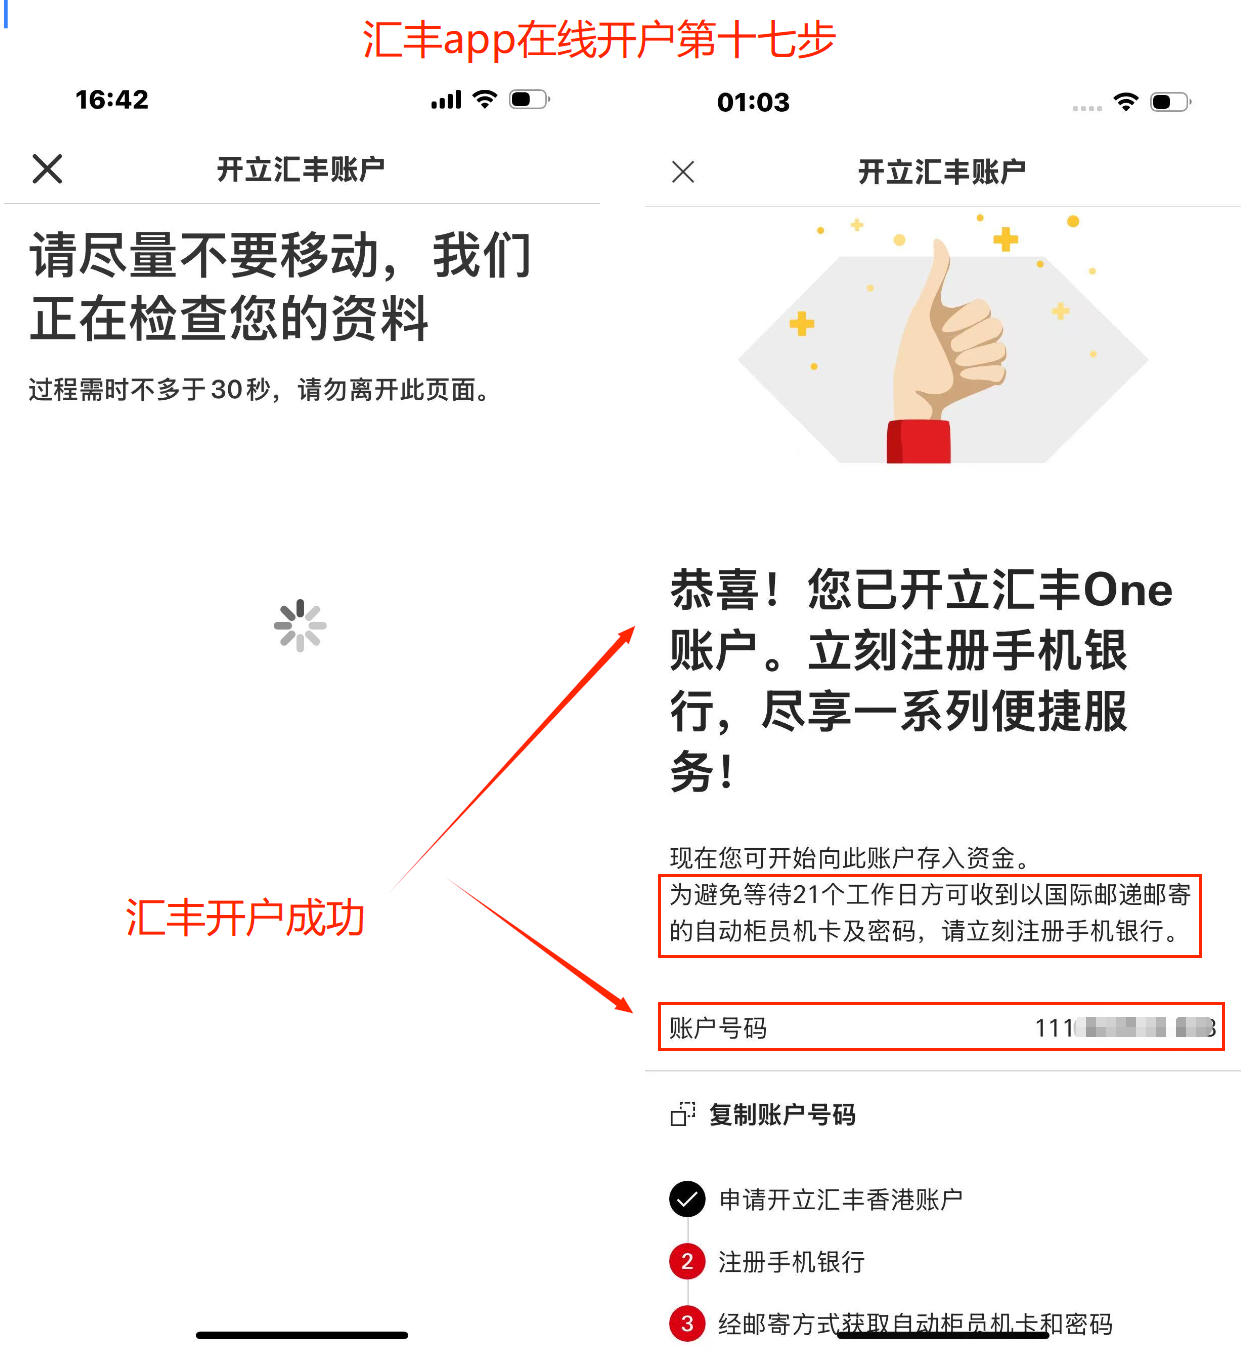 汇丰app在线开户第十七步
16:42
开立汇丰账户
请尽量不要移动，我们
正在检查您的资料
过程需时不多于30秒，请勿离开此页面。
汇丰开户成功
01:03
开立汇丰账户
恭喜！您已开立汇丰One
账户。立刻注册手机银
行，尽享一系列便捷服
务！
现在您可开始向此账户存入资金。
为避免等待21个工作日方可收到以国际邮递邮寄
的自动柜员机卡及密码，请立刻注册手机银行。
账户号码 111
复制账户号码
申请开立汇丰香港账户
2 注册手机银行
3 经邮寄方式获取自动柜员机卡和密码